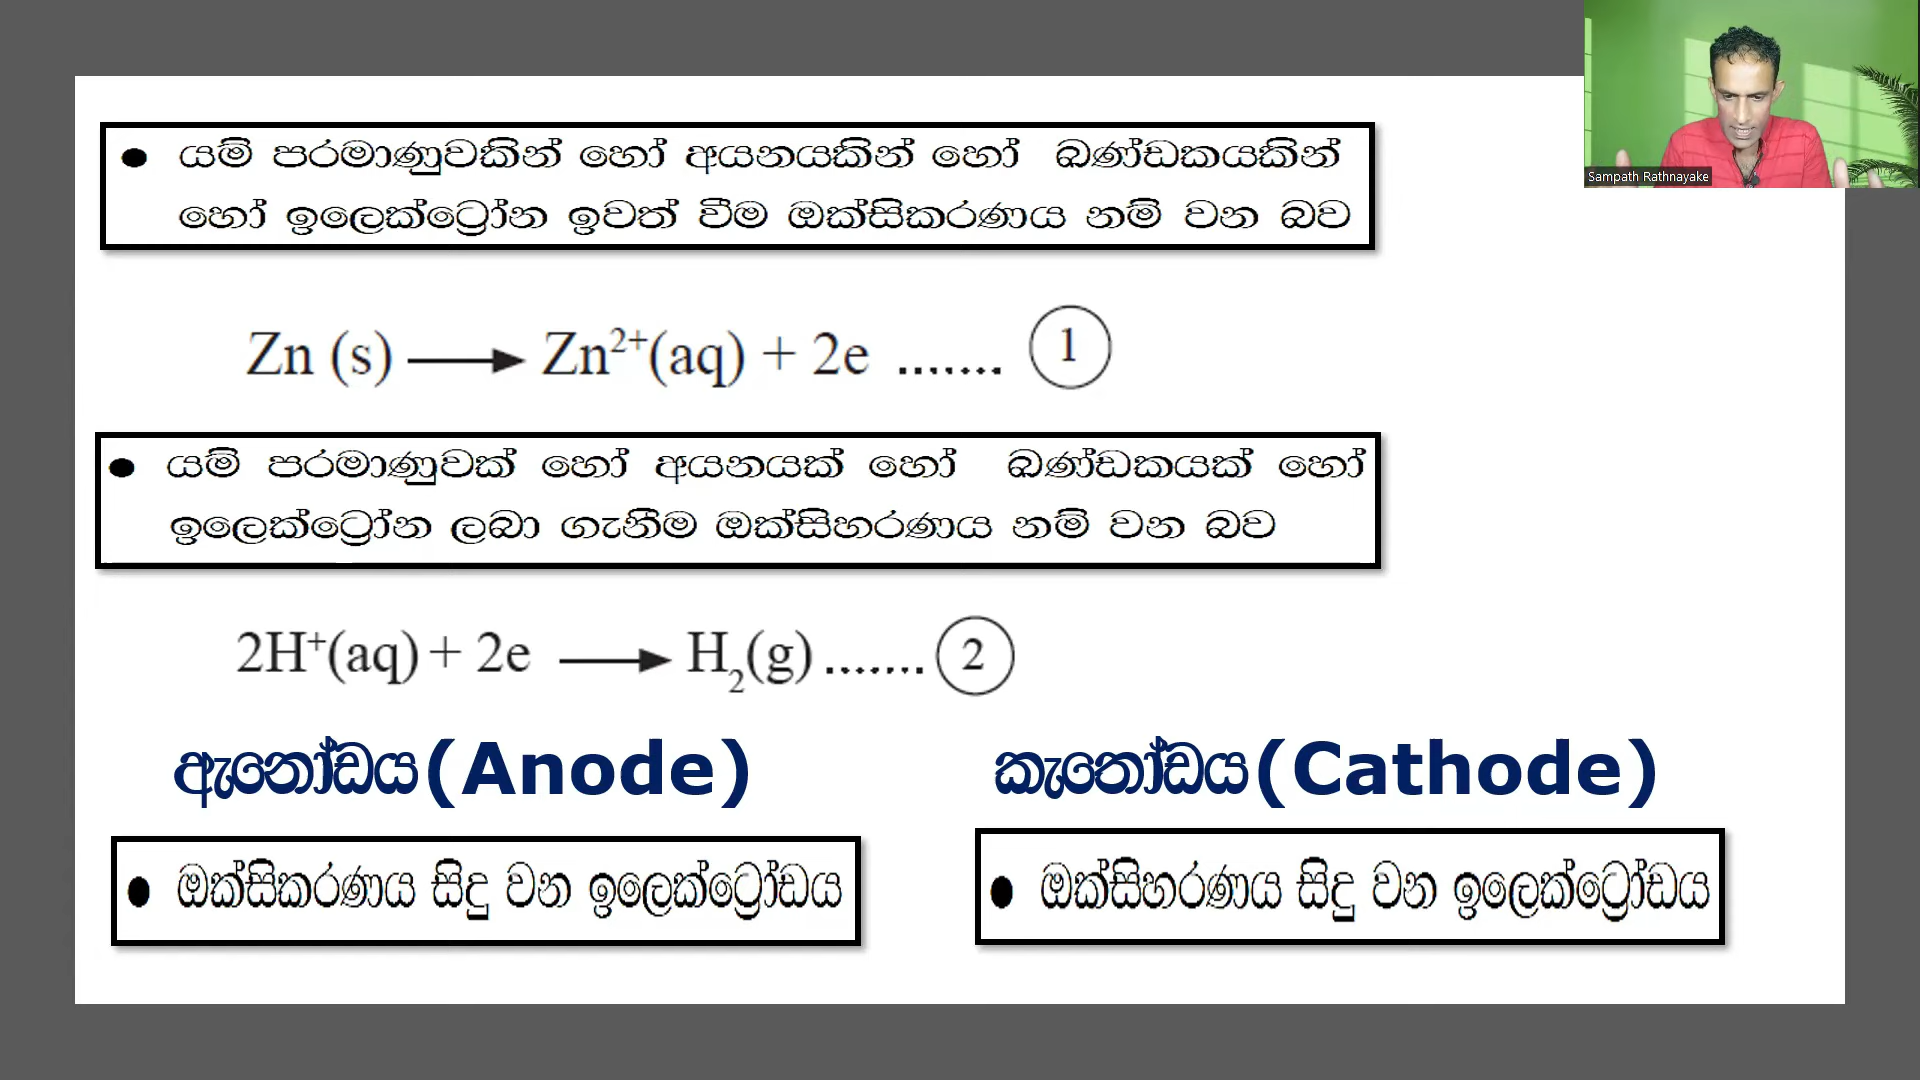 Sampath Rathnayake
● යම් පරමාණුවකින් හෝ අයනයකින් හෝ ඛණ්ඩකයකින්
හෝ ඉලෙක්ට්‍රෝන ඉවත් වීම ඔක්සිකරණය නම් වන බව
Zn (s) ⟶ Zn²⁺(aq) + 2e ....... ①
● යම් පරමාණුවක් හෝ අයනයක් හෝ ඛණ්ඩකයක් හෝ
ඉලෙක්ට්‍රෝන ලබා ගැනීම ඔක්සිහරණය නම් වන බව
2H⁺(aq) + 2e ⟶ H₂(g) ....... ②
ඇනෝඩය(Anode)
කැතෝඩය(Cathode)
● ඔක්සිකරණය සිදු වන ඉලෙක්ට්‍රෝඩය
● ඔක්සිහරණය සිදු වන ඉලෙක්ට්‍රෝඩය